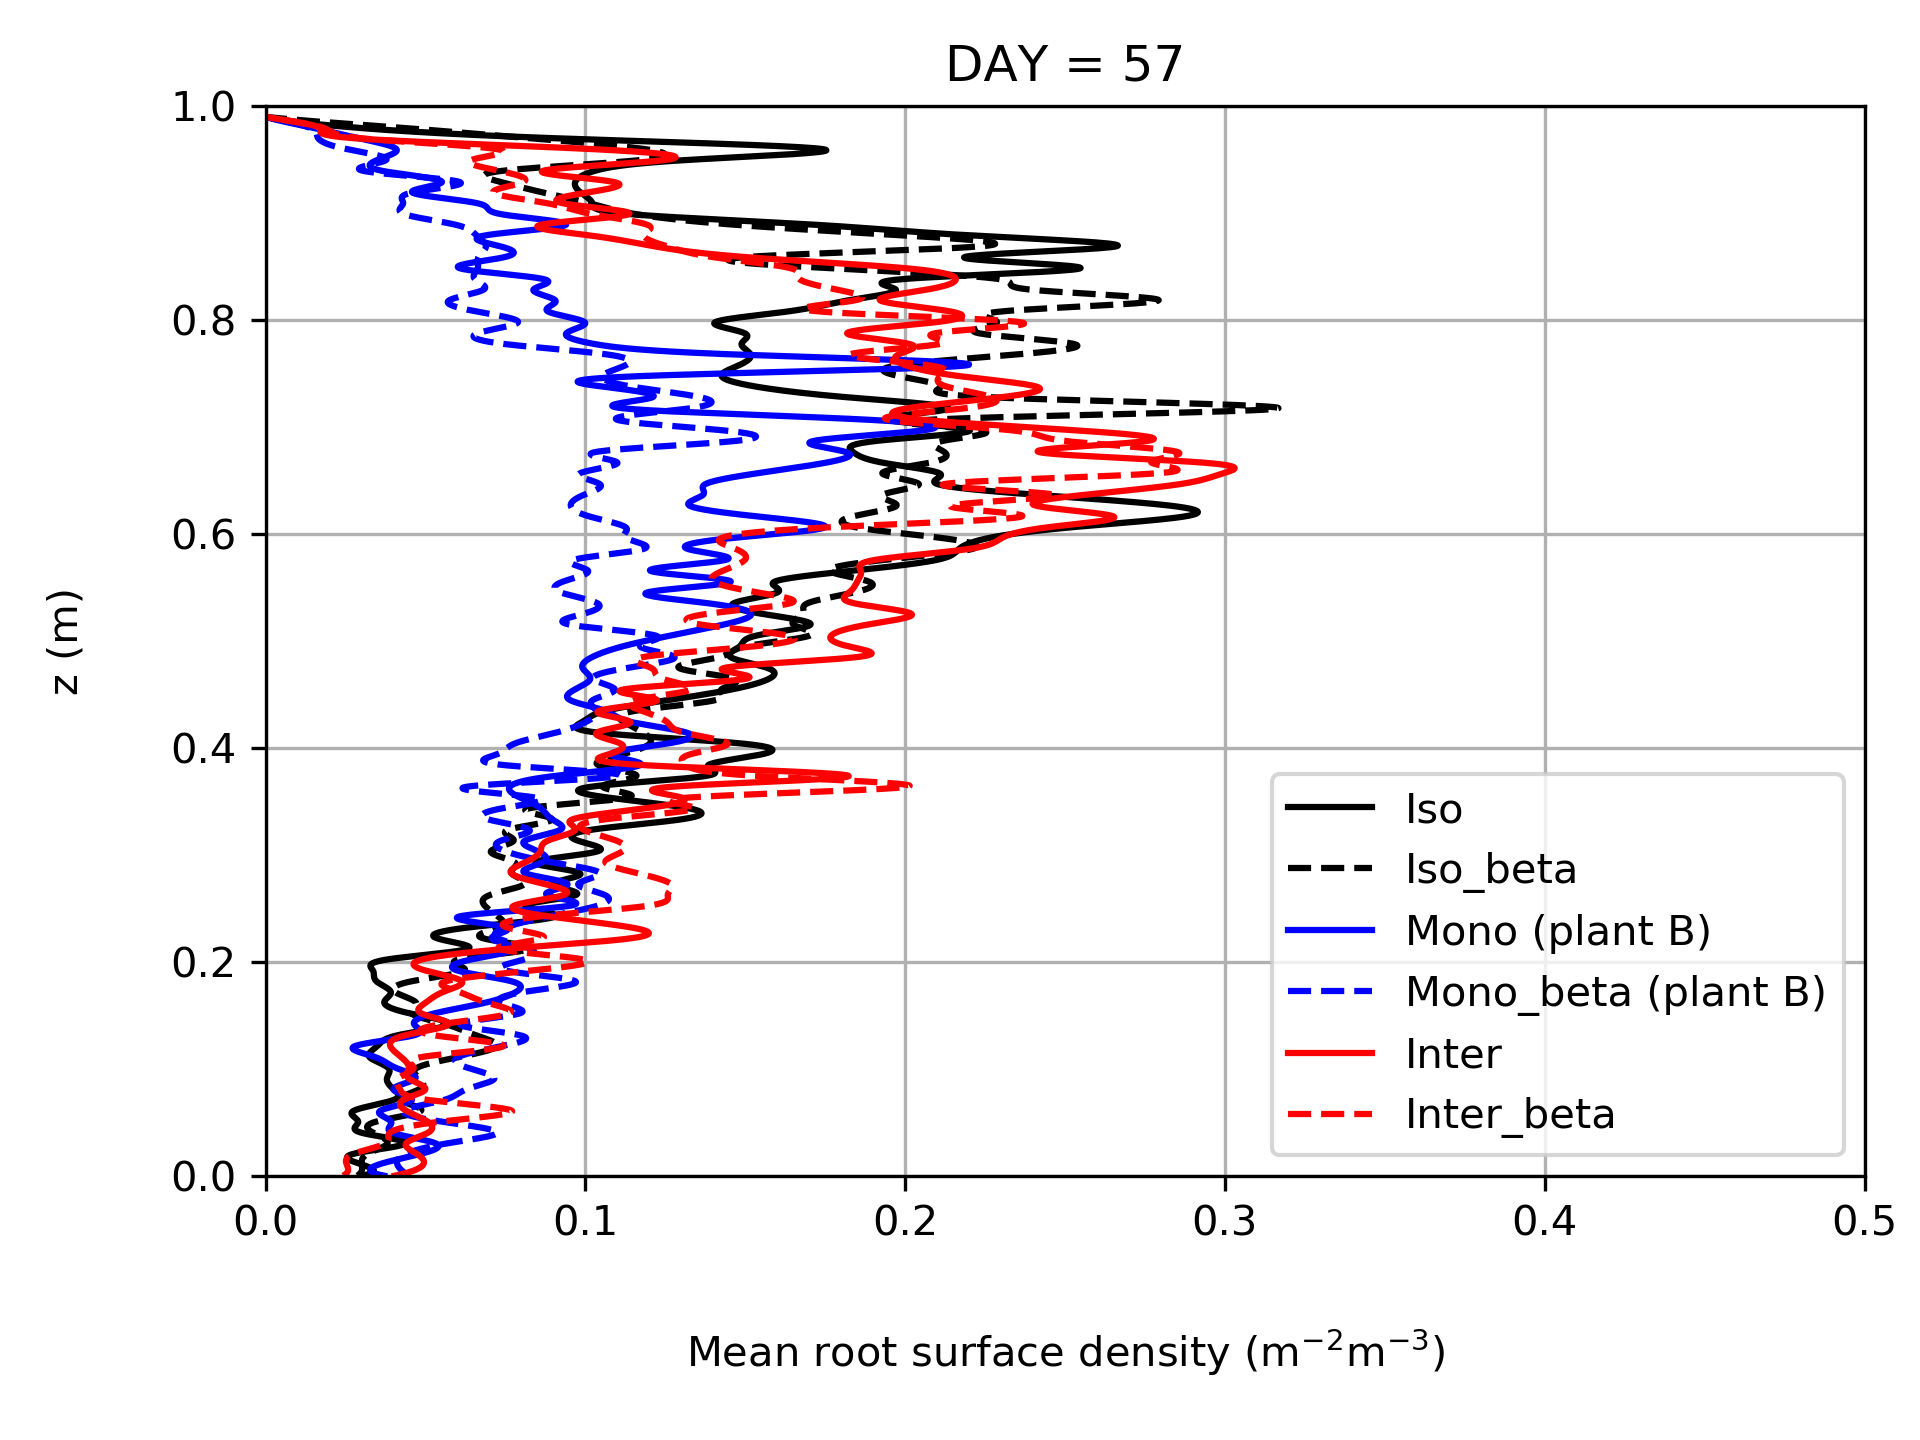 DAY = 57
1.0
0.8
0.6
0.4
0.2
0.0
z (m)
0.0 0.1 0.2 0.3 0.4 0.5
Mean root surface density (m⁻²m⁻³)
Iso
Iso_beta
Mono (plant B)
Mono_beta (plant B)
Inter
Inter_beta